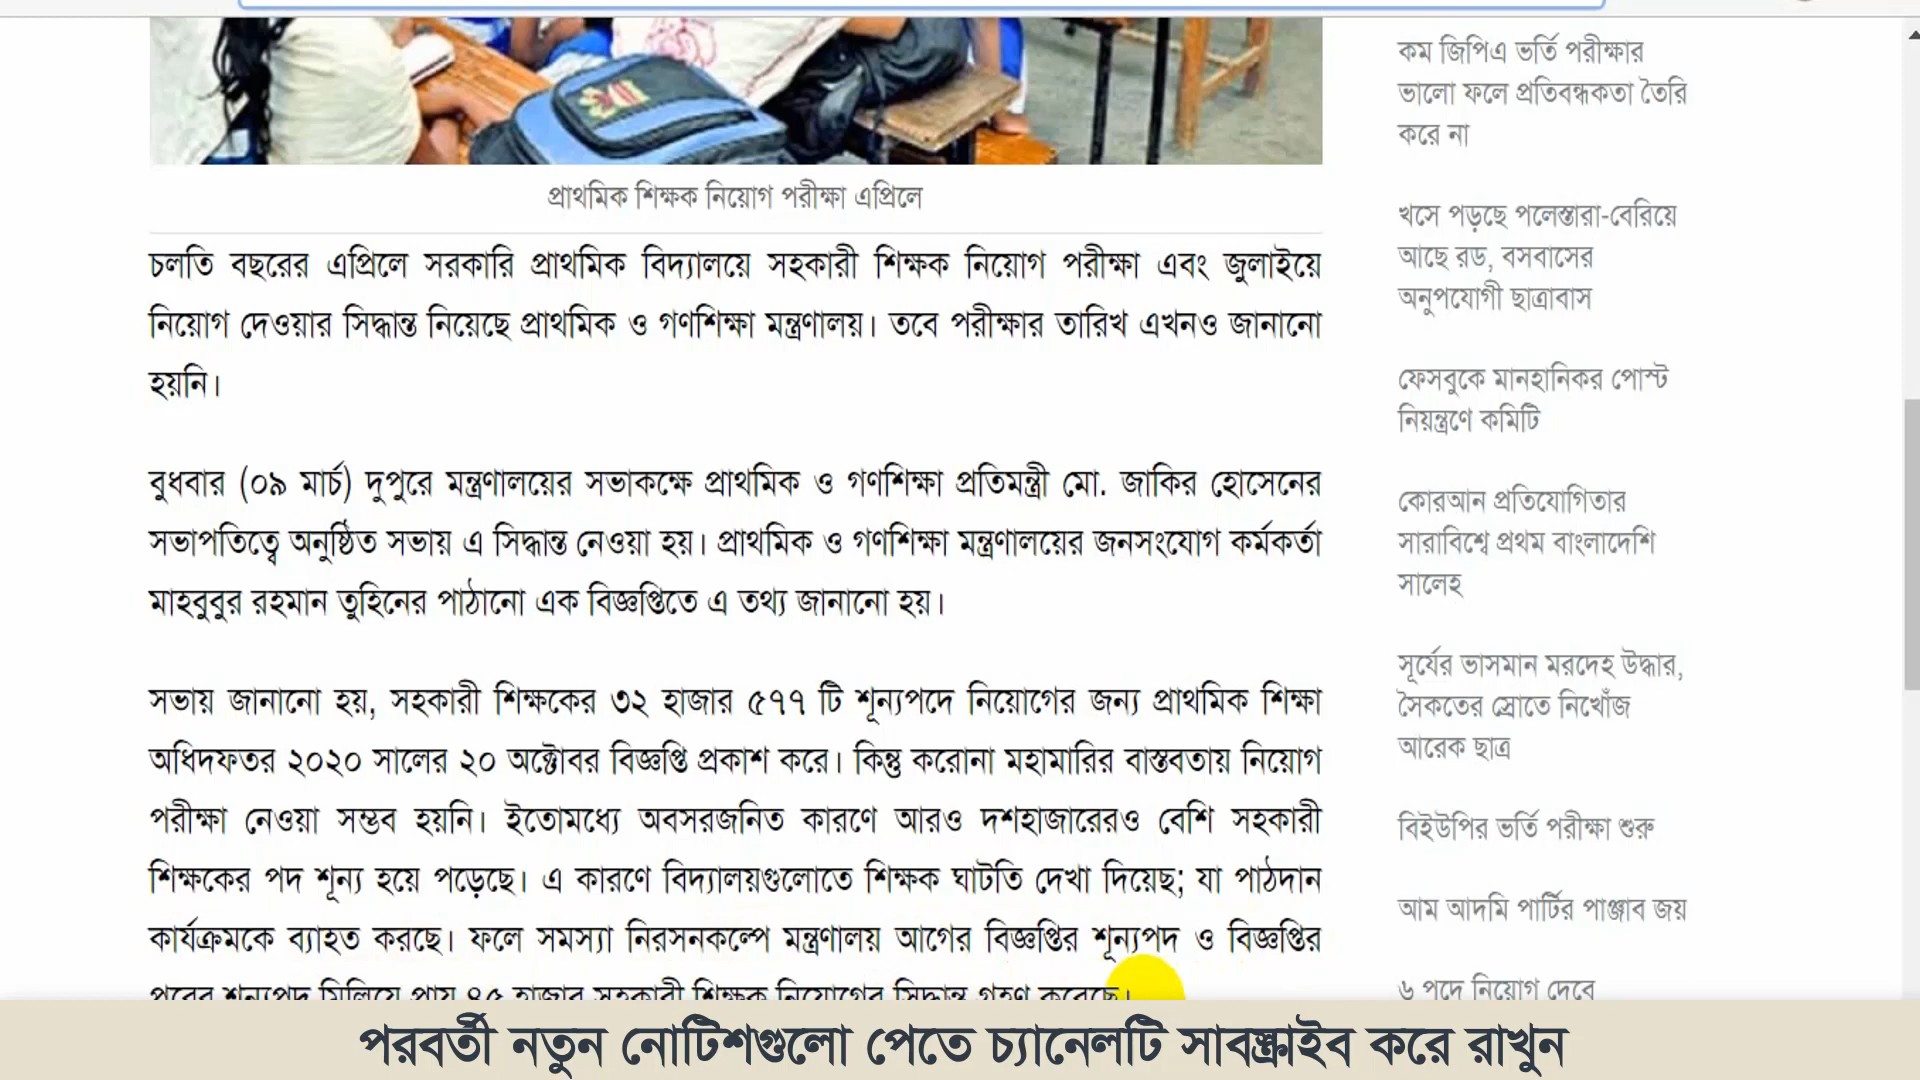 প্রাথমিক শিক্ষক নিয়োগ পরীক্ষা এপ্রিলে
চলতি বছরের এপ্রিলে সরকারি প্রাথমিক বিদ্যালয়ে সহকারী শিক্ষক নিয়োগ পরীক্ষা এবং জুলাইয়ে
নিয়োগ দেওয়ার সিদ্ধান্ত নিয়েছে প্রাথমিক ও গণশিক্ষা মন্ত্রণালয়। তবে পরীক্ষার তারিখ এখনও জানানো
হয়নি।
বুধবার (০৯ মার্চ) দুপুরে মন্ত্রণালয়ের সভাকক্ষে প্রাথমিক ও গণশিক্ষা প্রতিমন্ত্রী মো. জাকির হোসেনের
সভাপতিত্বে অনুষ্ঠিত সভায় এ সিদ্ধান্ত নেওয়া হয়। প্রাথমিক ও গণশিক্ষা মন্ত্রণালয়ের জনসংযোগ কর্মকর্তা
মাহবুবুর রহমান তুহিনের পাঠানো এক বিজ্ঞপ্তিতে এ তথ্য জানানো হয়।
সভায় জানানো হয়, সহকারী শিক্ষকের ৩২ হাজার ৫৭৭ টি শূন্যপদে নিয়োগের জন্য প্রাথমিক শিক্ষা
অধিদফতর ২০২০ সালের ২০ অক্টোবর বিজ্ঞপ্তি প্রকাশ করে। কিন্তু করোনা মহামারির বাস্তবতায় নিয়োগ
পরীক্ষা নেওয়া সম্ভব হয়নি। ইতোমধ্যে অবসরজনিত কারণে আরও দশহাজারেরও বেশি সহকারী
শিক্ষকের পদ শূন্য হয়ে পড়েছে। এ কারণে বিদ্যালয়গুলোতে শিক্ষক ঘাটতি দেখা দিয়েছ; যা পাঠদান
কার্যক্রমকে ব্যাহত করছে। ফলে সমস্যা নিরসনকল্পে মন্ত্রণালয় আগের বিজ্ঞপ্তির শূন্যপদ ও বিজ্ঞপ্তির
পরের শূন্যপদ মিলিয়ে প্রায় ৪৫ হাজার সহকারী শিক্ষক নিয়োগের সিদ্ধান্ত গ্রহণ করেছে।
কম জিপিএ ভর্তি পরীক্ষার
ভালো ফলে প্রতিবন্ধকতা তৈরি
করে না
খসে পড়ছে পলেস্তারা-বেরিয়ে
আছে রড, বসবাসের
অনুপযোগী ছাত্রাবাস
ফেসবুকে মানহানিকর পোস্ট
নিয়ন্ত্রণে কমিটি
কোরআন প্রতিযোগিতার
সারাবিশ্বে প্রথম বাংলাদেশি
সালেহ
সূর্যের ভাসমান মরদেহ উদ্ধার,
সৈকতের স্রোতে নিখোঁজ
আরেক ছাত্র
বিইউপির ভর্তি পরীক্ষা শুরু
আম আদমি পার্টির পাঞ্জাব জয়
৬ পদে নিয়োগ দেবে
পরবর্তী নতুন নোটিশগুলো পেতে চ্যানেলটি সাবস্ক্রাইব করে রাখুন